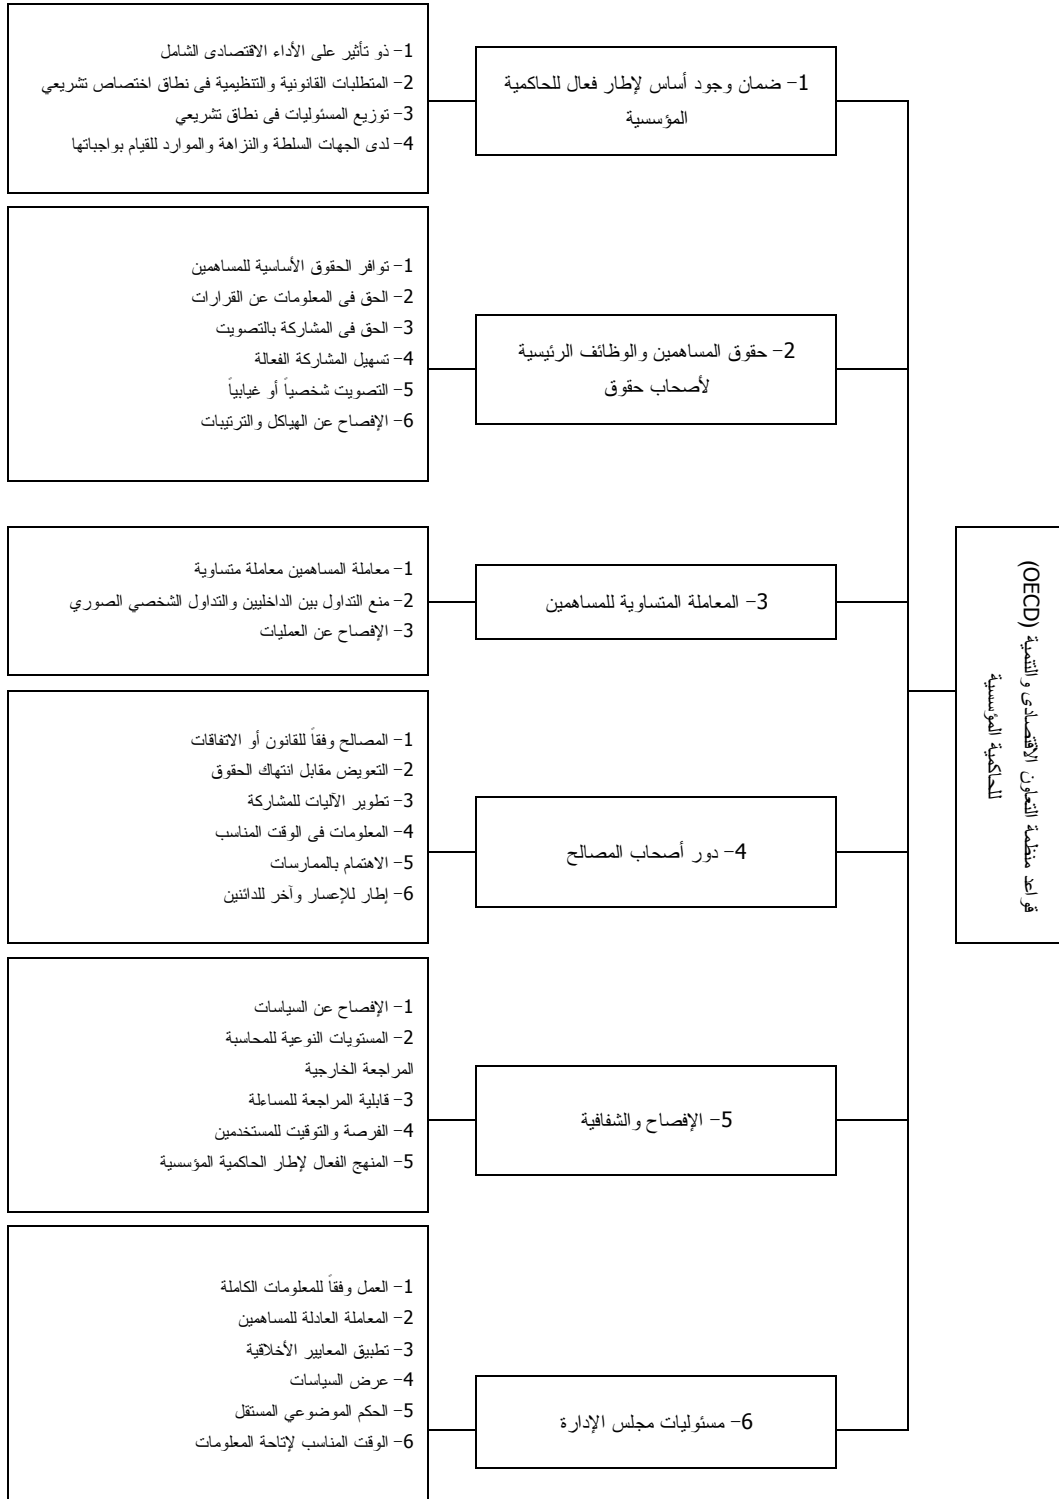 قواعد منظمة التعاون الاقتصادى والتنمية (OECD)
للحاكمية المؤسسية
1- ضمان وجود أساس لإطار فعال للحاكمية
المؤسسية
1- ذو تأثير على الأداء الاقتصادى الشامل
2- المتطلبات القانونية والتنظيمية فى نطاق اختصاص تشريعي
3- توزيع المسئوليات فى نطاق تشريعي
4- لدى الجهات السلطة والنزاهة والموارد للقيام بواجباتها
2- حقوق المساهمين والوظائف الرئيسية
لأصحاب حقوق
1- توافر الحقوق الأساسية للمساهمين
2- الحق فى المعلومات عن القرارات
3- الحق فى المشاركة بالتصويت
4- تسهيل المشاركة الفعالة
5- التصويت شخصياً أو غيابياً
6- الإفصاح عن الهياكل والترتيبات
3- المعاملة المتساوية للمساهمين
1- معاملة المساهمين معاملة متساوية
2- منع التداول بين الداخليين والتداول الشخصي الصوري
3- الإفصاح عن العمليات
4- دور أصحاب المصالح
1- المصالح وفقاً للقانون أو الاتفاقات
2- التعويض مقابل انتهاك الحقوق
3- تطوير الآليات للمشاركة
4- المعلومات فى الوقت المناسب
5- الاهتمام بالممارسات
6- إطار للإعسار وآخر للدائنين
5- الإفصاح والشفافية
1- الإفصاح عن السياسات
2- المستويات النوعية للمحاسبة
المراجعة الخارجية
3- قابلية المراجعة للمساءلة
4- الفرصة والتوقيت للمستخدمين
5- المنهج الفعال لإطار الحاكمية المؤسسية
6- مسئوليات مجلس الإدارة
1- العمل وفقاً للمعلومات الكاملة
2- المعاملة العادلة للمساهمين
3- تطبيق المعايير الأخلاقية
4- عرض السياسات
5- الحكم الموضوعي المستقل
6- الوقت المناسب لإتاحة المعلومات